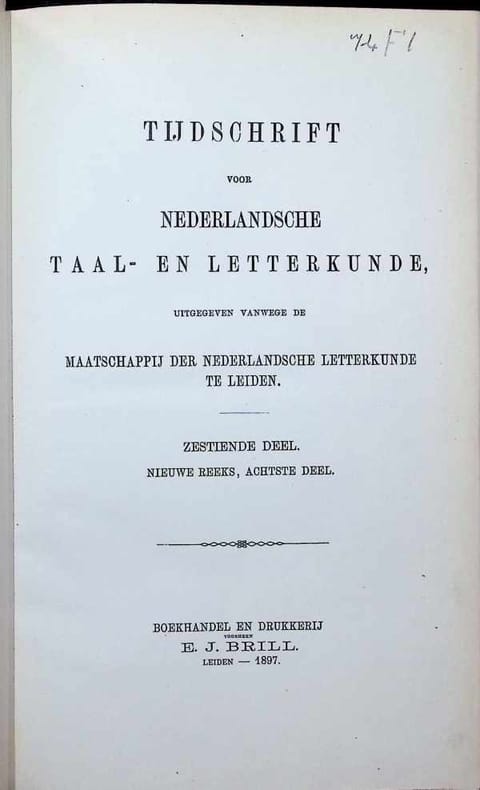 TIJDSCHRIFT
VOOR
NEDERLANDSCHE
TAAL- EN LETTERKUNDE,
UITGEGEVEN VANWEGE DE
MAATSCHAPPIJ DER NEDERLANDSCHE LETTERKUNDE
TE LEIDEN.
ZESTIENDE DEEL.
NIEUWE REEKS, ACHTSTE DEEL.
BOEKHANDEL EN DRUKKERIJ
VOORHEEN
E. J. BRILL.
LEIDEN — 1897.